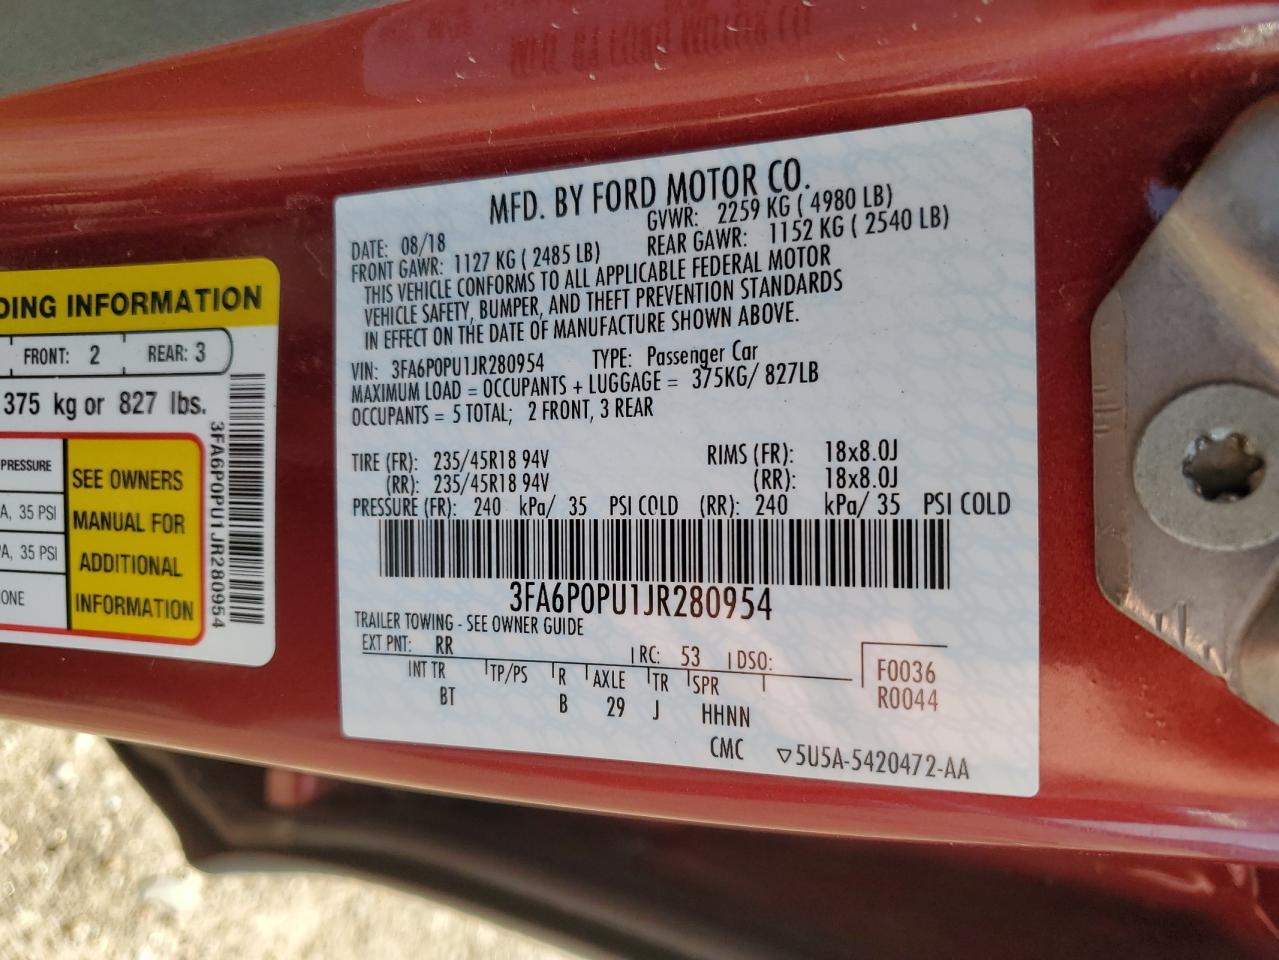 MFD. BY FORD MOTOR CO.
DATE: 08/18 GVWR: 2259 KG ( 4980 LB)
FRONT GAWR: 1127 KG ( 2485 LB) REAR GAWR: 1152 KG ( 2540 LB)
THIS VEHICLE CONFORMS TO ALL APPLICABLE FEDERAL MOTOR
VEHICLE SAFETY, BUMPER, AND THEFT PREVENTION STANDARDS
IN EFFECT ON THE DATE OF MANUFACTURE SHOWN ABOVE.
VIN: 3FA6P0PU1JR280954 TYPE: Passenger Car
MAXIMUM LOAD = OCCUPANTS + LUGGAGE = 375KG/ 827LB
OCCUPANTS = 5 TOTAL; 2 FRONT, 3 REAR
TIRE (FR): 235/45R18 94V RIMS (FR): 18x8.0J
(RR): 235/45R18 94V (RR): 18x8.0J
PRESSURE (FR): 240 kPa/ 35 PSI COLD (RR): 240 kPa/ 35 PSI COLD
3FA6P0PU1JR280954
TRAILER TOWING - SEE OWNER GUIDE
EXT PNT: RR RC: 53 DSO:
INT TR TP/PS R AXLE TR SPR
BT B 29 J HHNN
F0036
R0044
CMC ▽5U5A-5420472-AA
DING INFORMATION
FRONT: 2 REAR: 3
375 kg or 827 lbs.
PRESSURE
A, 35 PSI
PA, 35 PSI
ONE
SEE OWNERS
MANUAL FOR
ADDITIONAL
INFORMATION
3FA6P0PU1JR280954